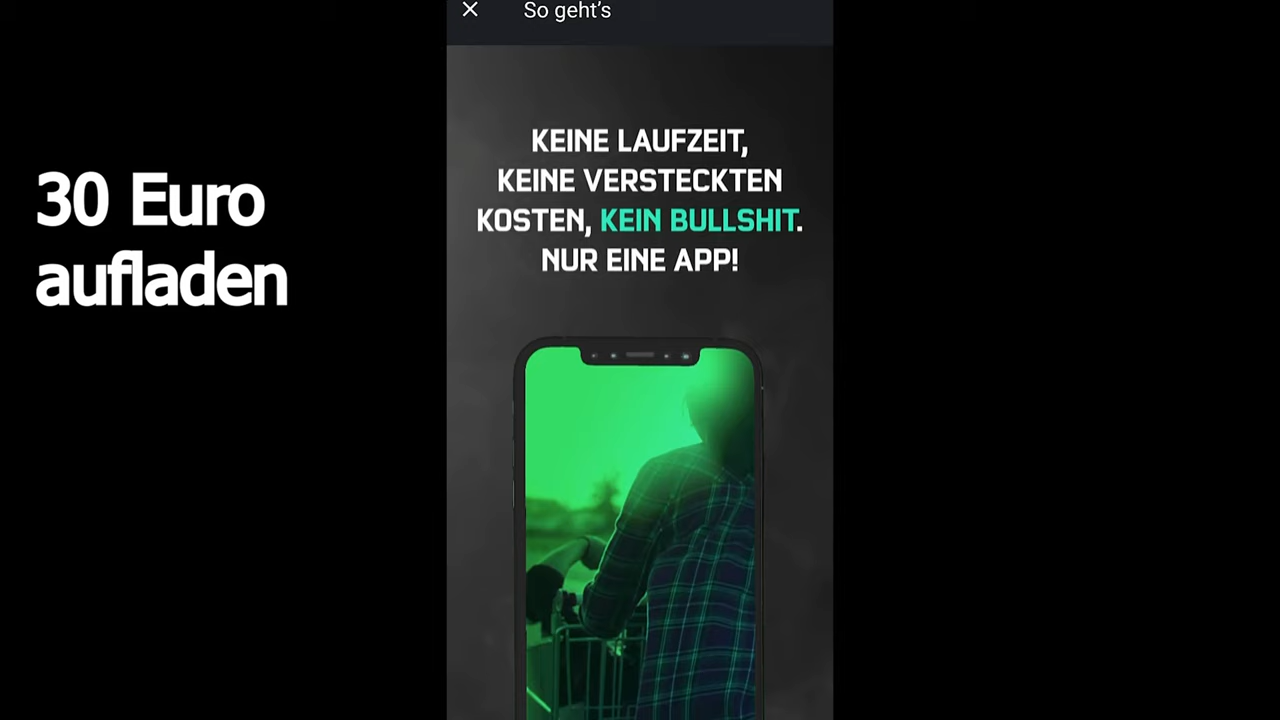 So geht's
30 Euro
aufladen
KEINE LAUFZEIT,
KEINE VERSTECKTEN
KOSTEN, KEIN BULLSHIT.
NUR EINE APP!